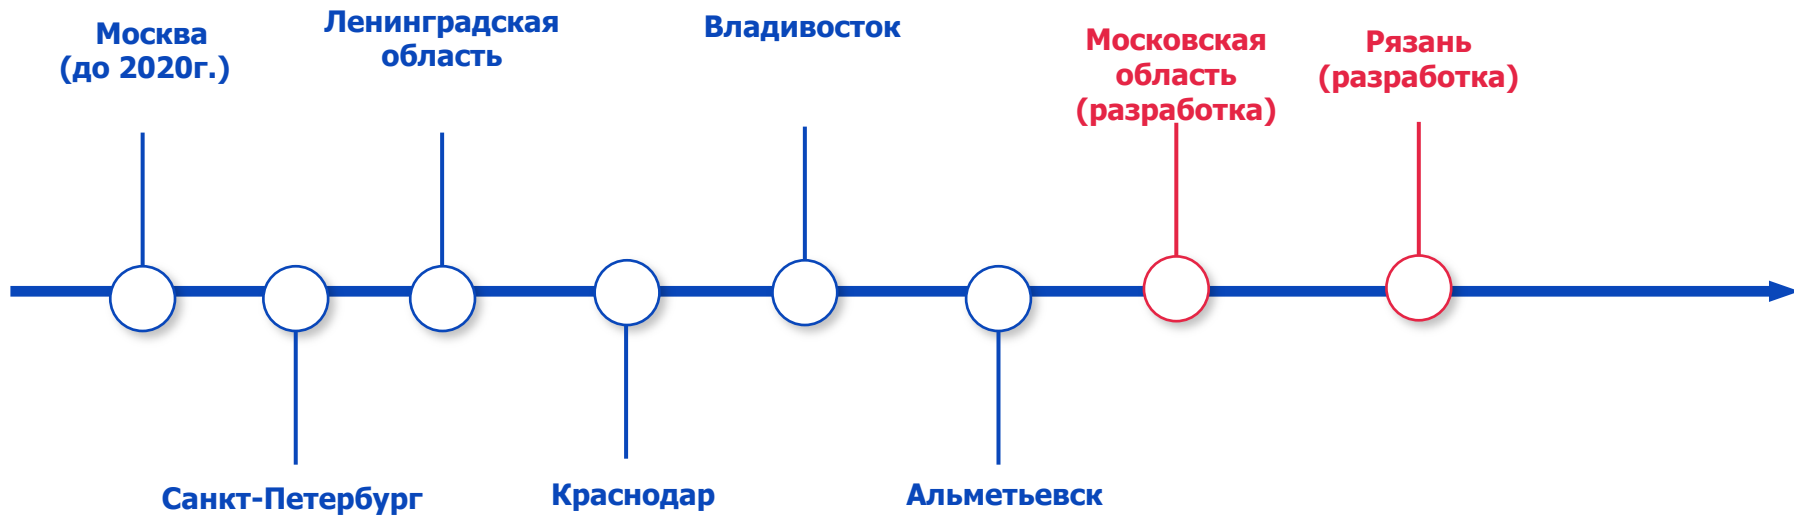 Москва
(до 2020г.)
Ленинградская
область
Владивосток
Московская
область
(разработка)
Рязань
(разработка)
Санкт-Петербург
Краснодар
Альметьевск